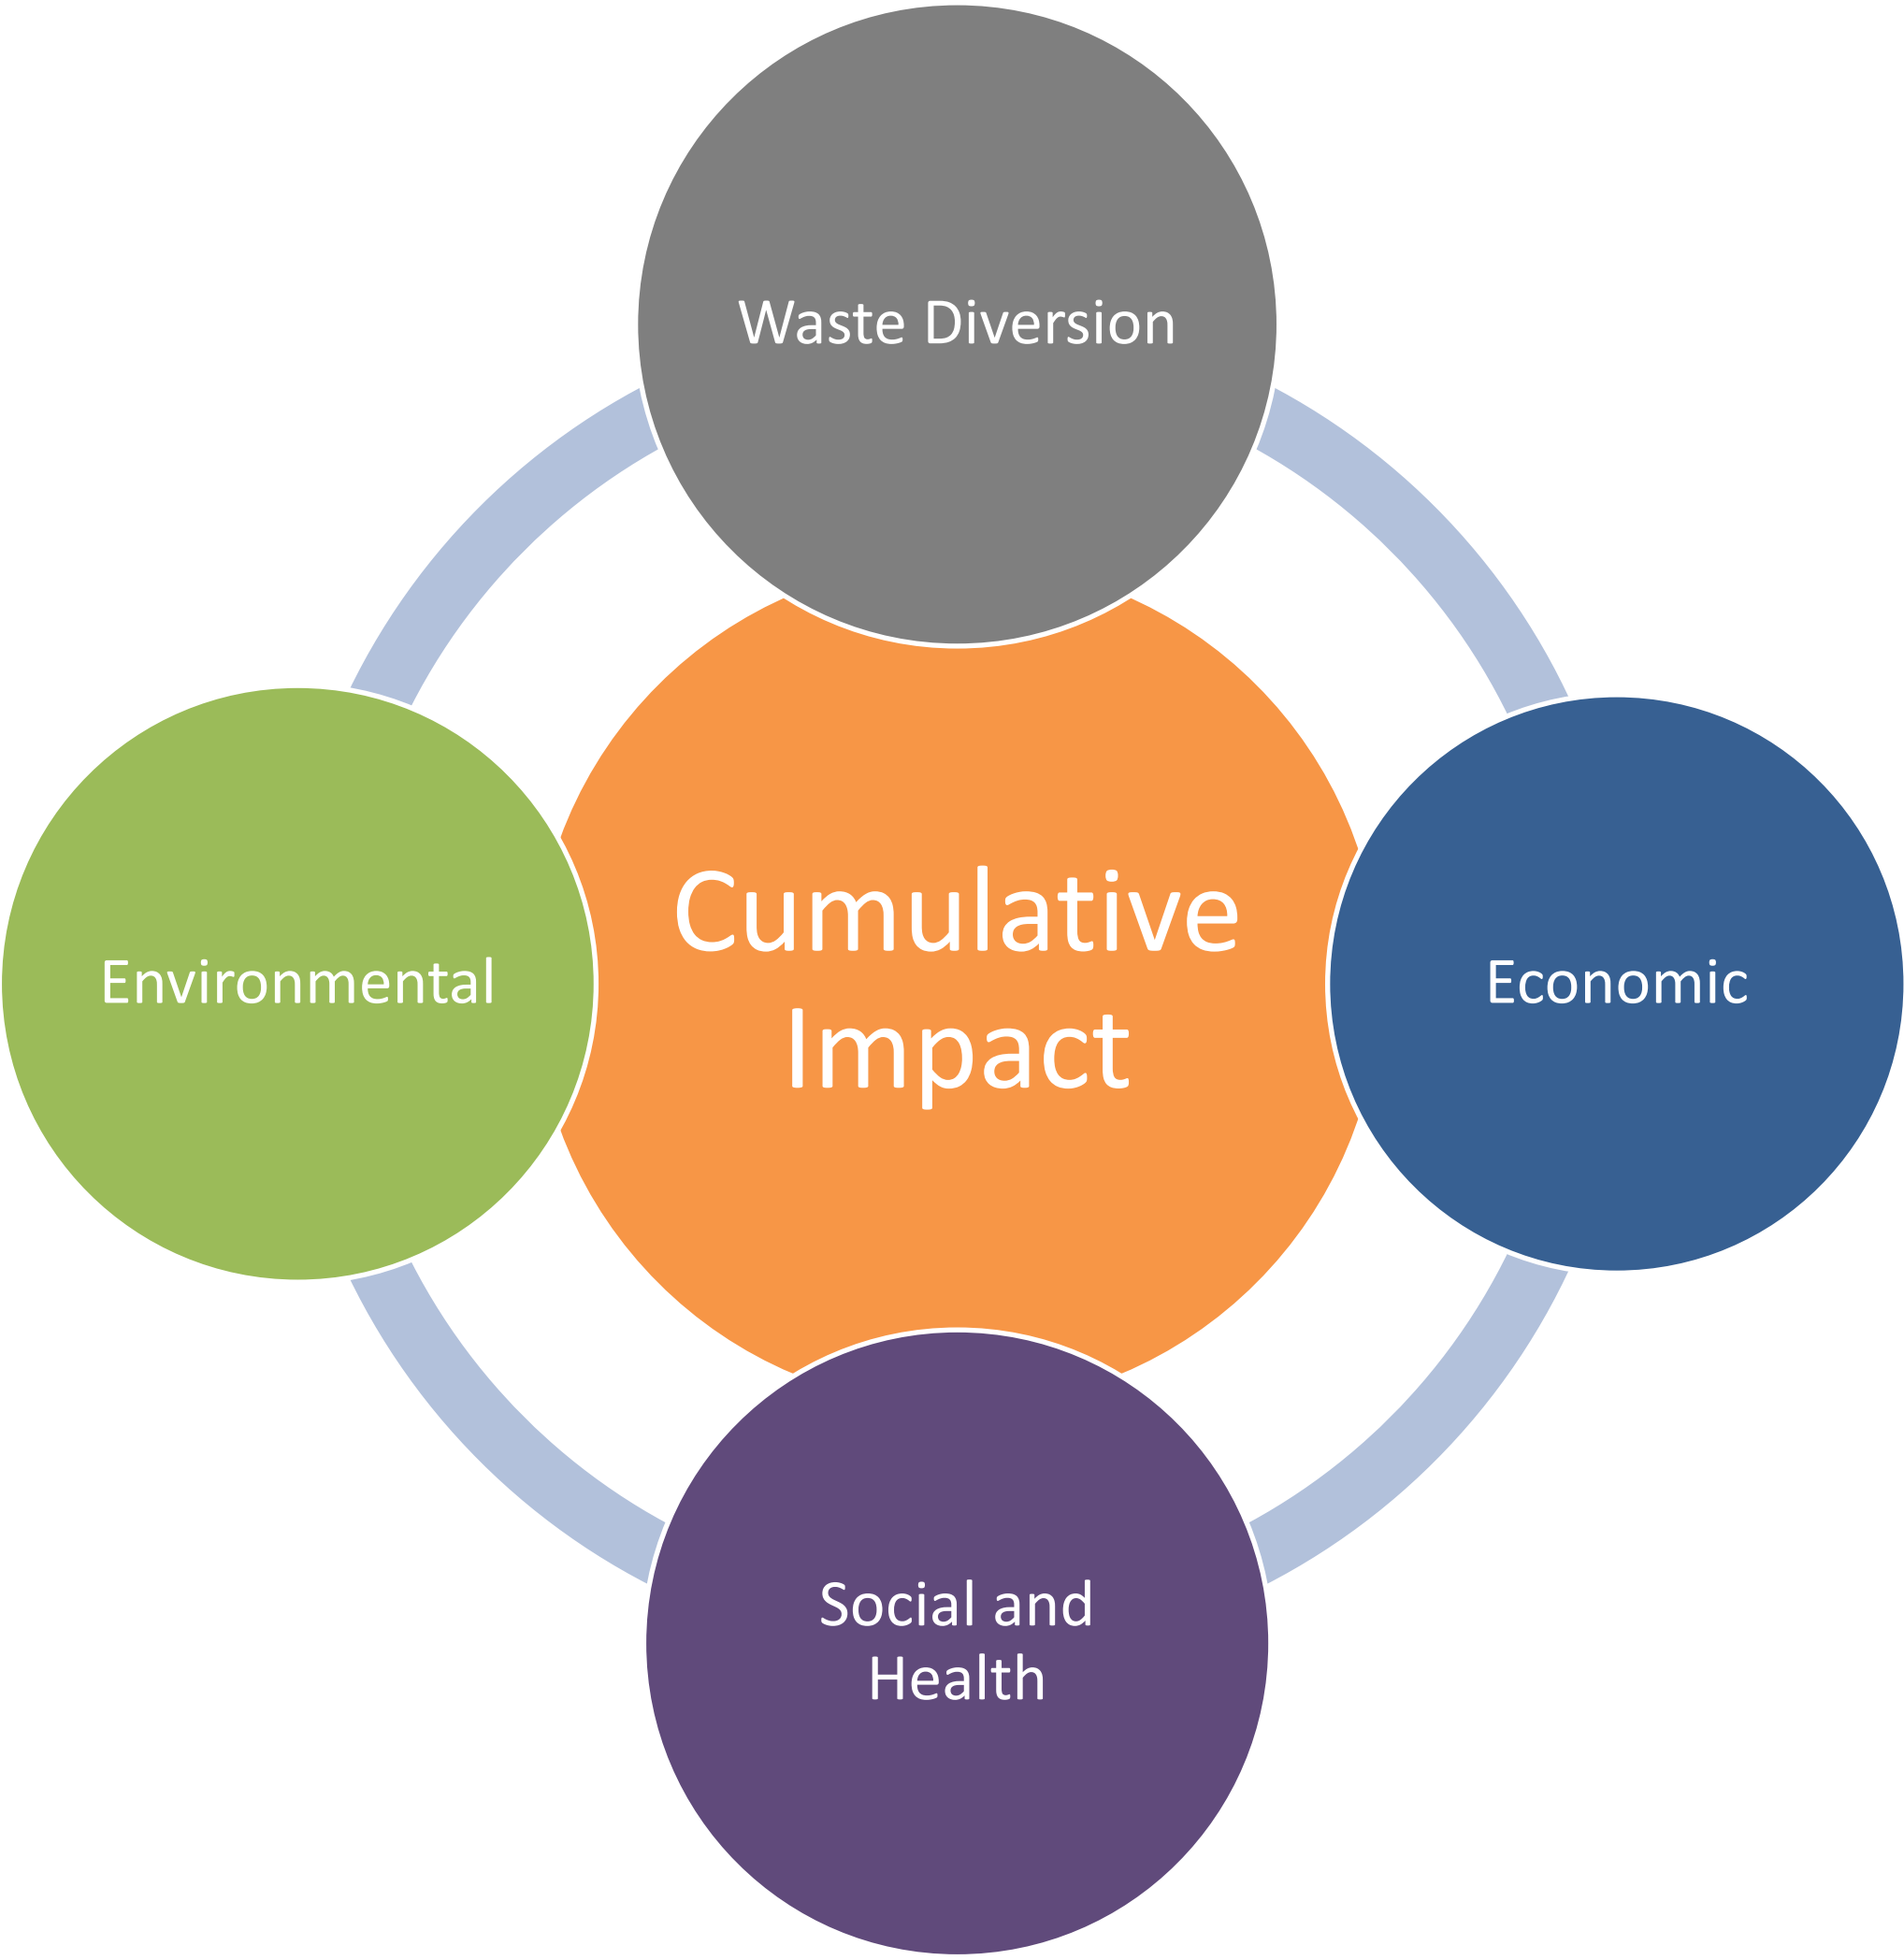 Waste Diversion
Cumulative
Impact
Environmental
Economic
Social and
Health